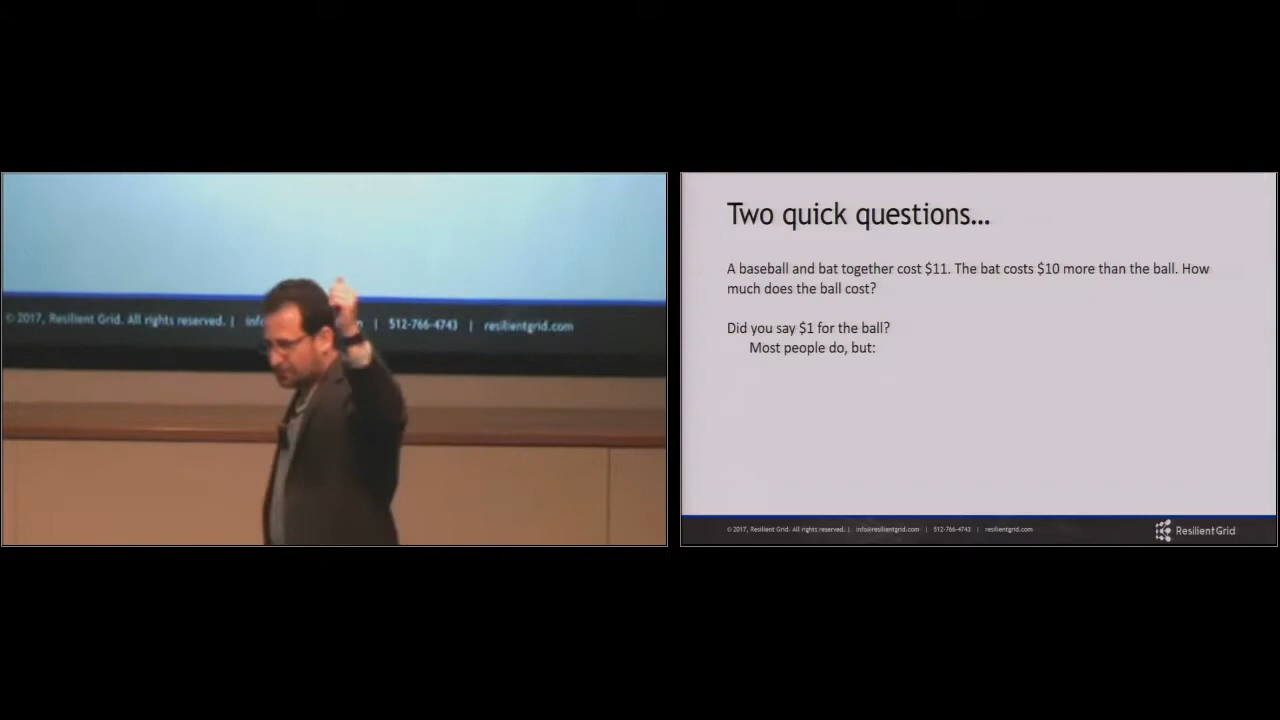 © 2017, Resilient Grid. All rights reserved. |
| 512-766-4743 | resilientgrid.com
Two quick questions...
A baseball and bat together cost $11. The bat costs $10 more than the ball. How
much does the ball cost?
Did you say $1 for the ball?
Most people do, but:
© 2017, Resilient Grid. All rights reserved. | info@resilientgrid.com | 512-766-4743 | resilientgrid.com
ResilientGrid